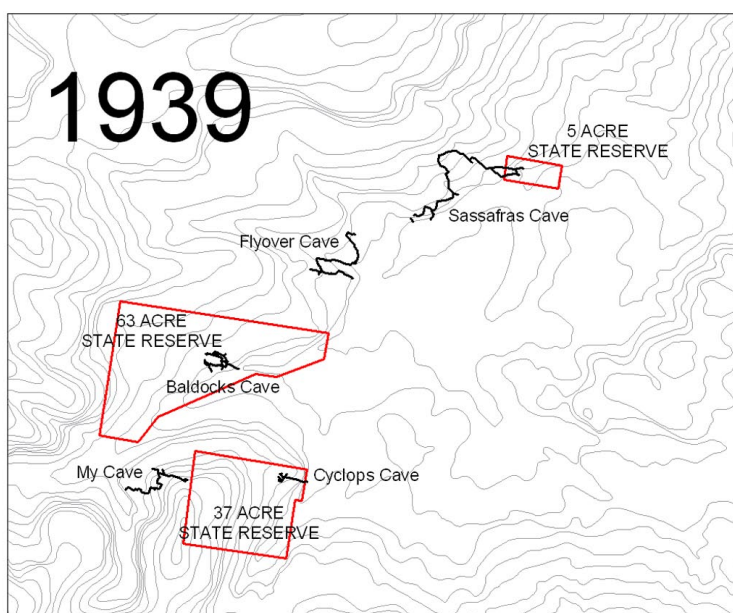 1939
5 ACRE
STATE RESERVE
Sassafras Cave
Flyover Cave
63 ACRE
STATE RESERVE
Baldocks Cave
My Cave
Cyclops Cave
37 ACRE
STATE RESERVE